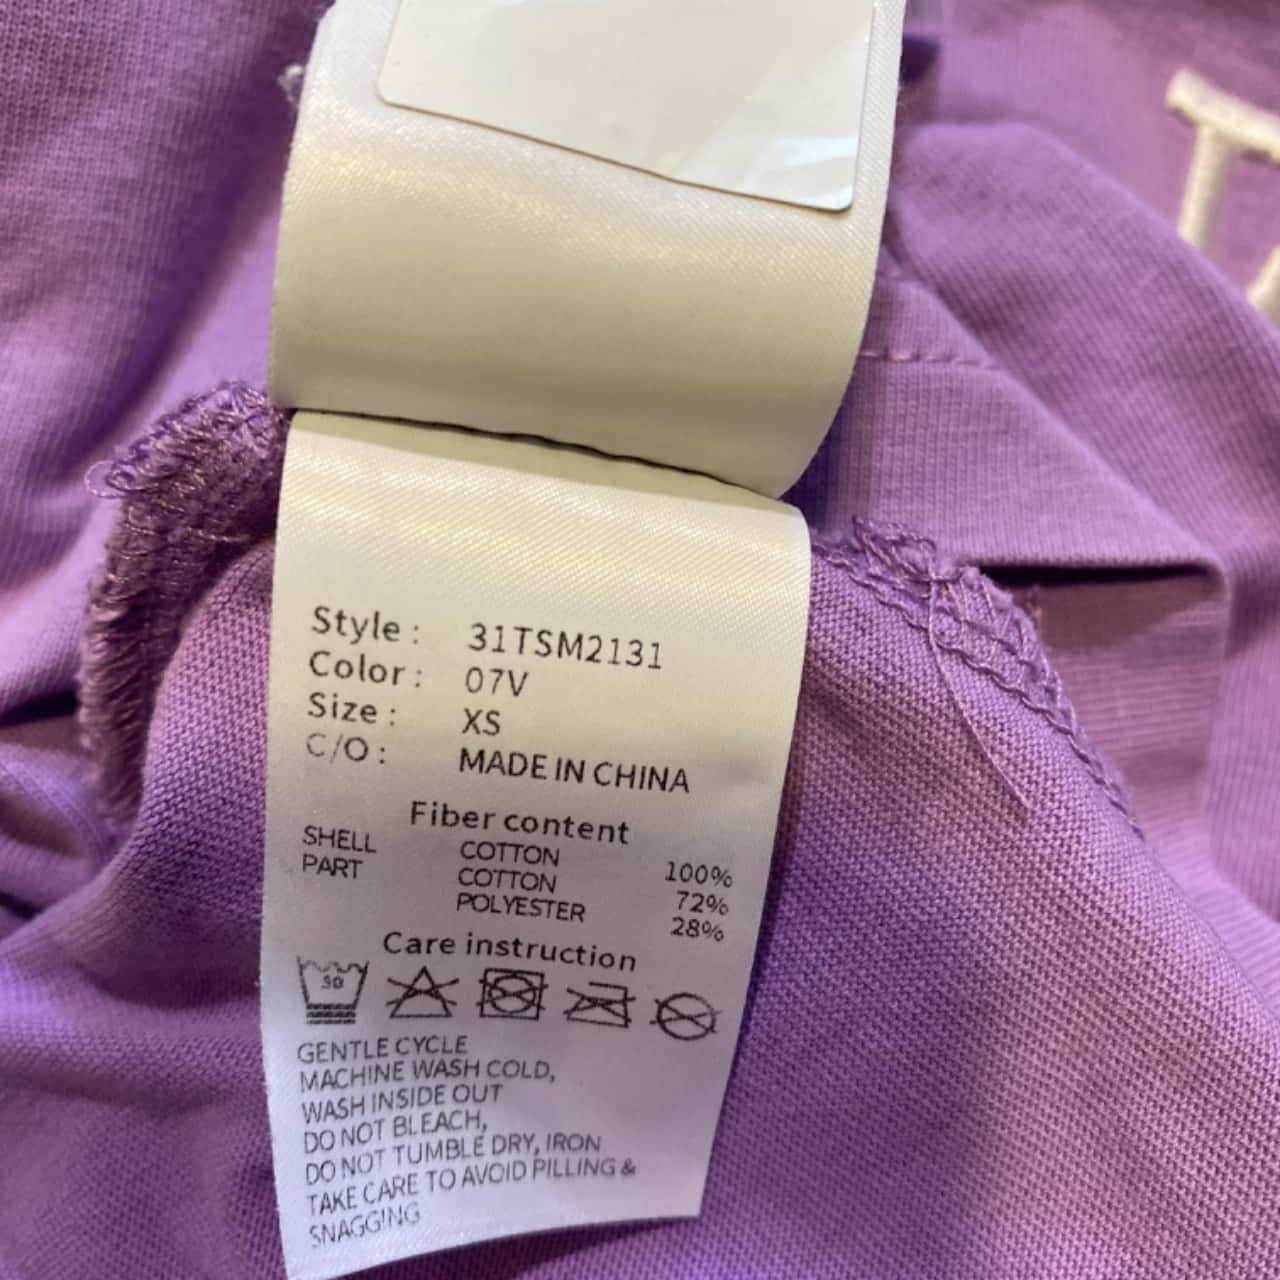 Style : 31TSM2131
Color : 07V
Size : XS
C/O : MADE IN CHINA
Fiber content
SHELL COTTON 100%
PART COTTON 72%
POLYESTER 28%
Care instruction
30
GENTLE CYCLE
MACHINE WASH COLD,
WASH INSIDE OUT
DO NOT BLEACH,
DO NOT TUMBLE DRY, IRON
TAKE CARE TO AVOID PILLING &
SNAGGING